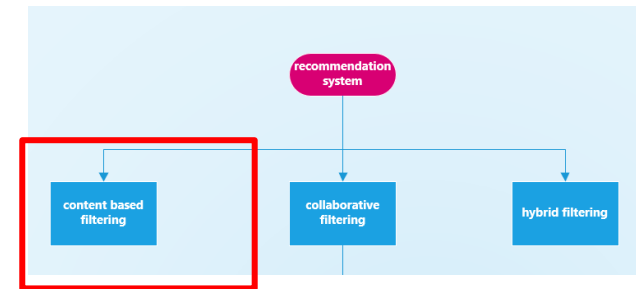 recommendation
system
content based
filtering
collaborative
filtering
hybrid filtering